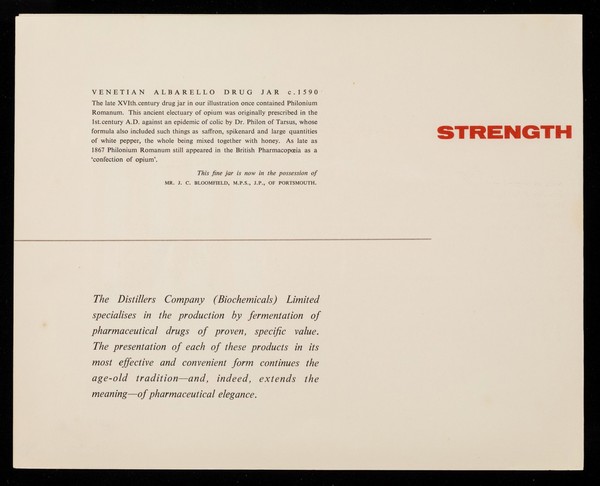 VENETIAN ALBARELLO DRUG JAR c.1590
The late XVIth.century drug jar in our illustration once contained Philonium
Romanum. This ancient electuary of opium was originally prescribed in the
1st.century A.D. against an epidemic of colic by Dr. Philon of Tarsus, whose
formula also included such things as saffron, spikenard and large quantities
of white pepper, the whole being mixed together with honey. As late as
1867 Philonium Romanum still appeared in the British Pharmacopœia as a
'confection of opium'.
This fine jar is now in the possession of
MR. J. C. BLOOMFIELD, M.P.S., J.P., OF PORTSMOUTH.
STRENGTH
The Distillers Company (Biochemicals) Limited
specialises in the production by fermentation of
pharmaceutical drugs of proven, specific value.
The presentation of each of these products in its
most effective and convenient form continues the
age-old tradition—and, indeed, extends the
meaning—of pharmaceutical elegance.